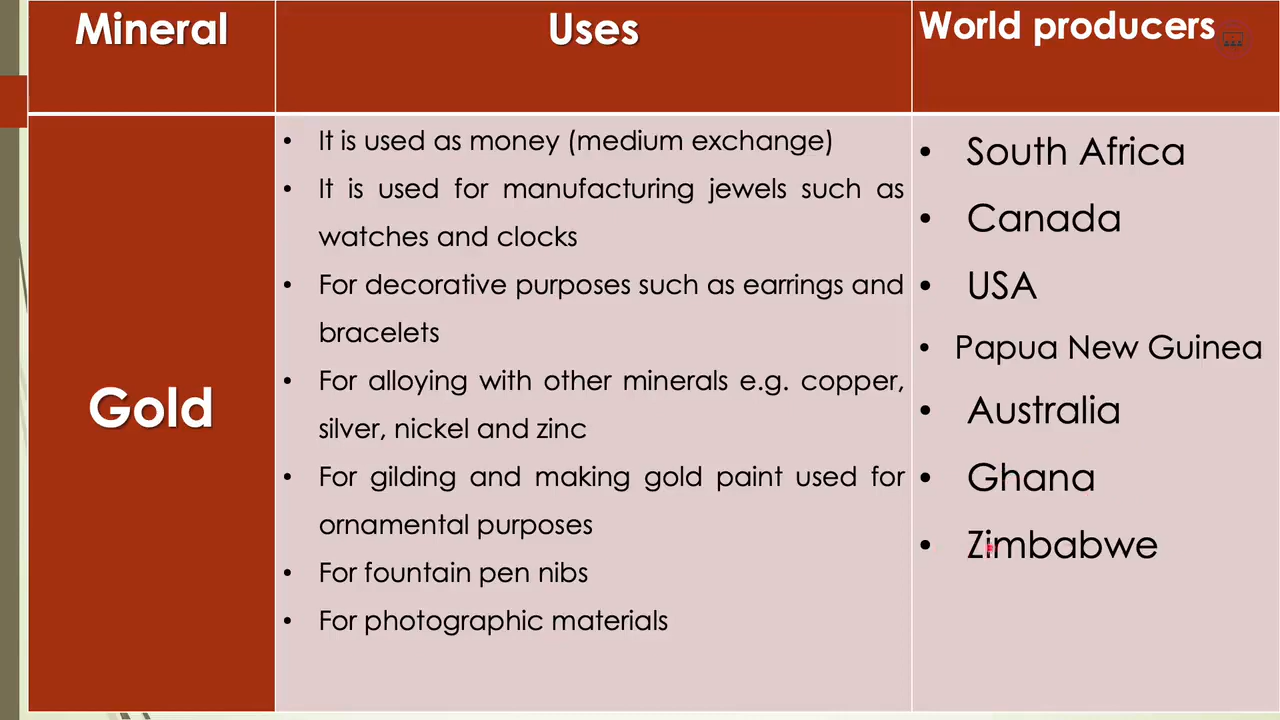 Mineral
Uses
World producers
Gold
• It is used as money (medium exchange)
• It is used for manufacturing jewels such as
watches and clocks
• For decorative purposes such as earrings and
bracelets
• For alloying with other minerals e.g. copper,
silver, nickel and zinc
• For gilding and making gold paint used for
ornamental purposes
• For fountain pen nibs
• For photographic materials
• South Africa
• Canada
• USA
• Papua New Guinea
• Australia
• Ghana
• Zimbabwe